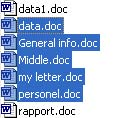 data1.doc
data.doc
General info.doc
Middle.doc
my letter.doc
personel.doc
rapport.doc